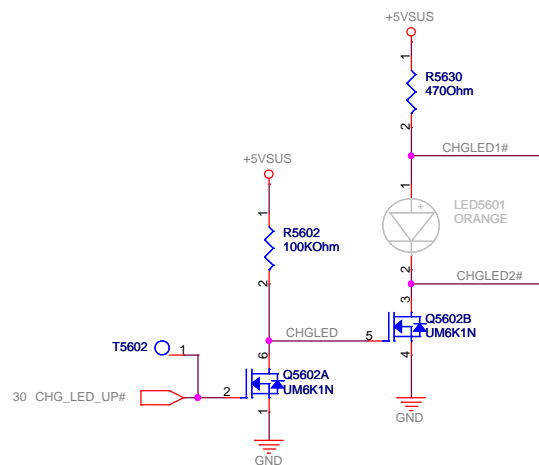 +5VSUS
1
R5630
470Ohm
2
CHGLED1#
+5VSUS
1
LED5601
ORANGE
+
1
R5602
100KOhm
2
2
CHGLED2#
3
Q5602B
UM6K1N
CHGLED
5
4
T5602
1
6
Q5602A
UM6K1N
30 CHG_LED_UP#
2
1
GND
GND